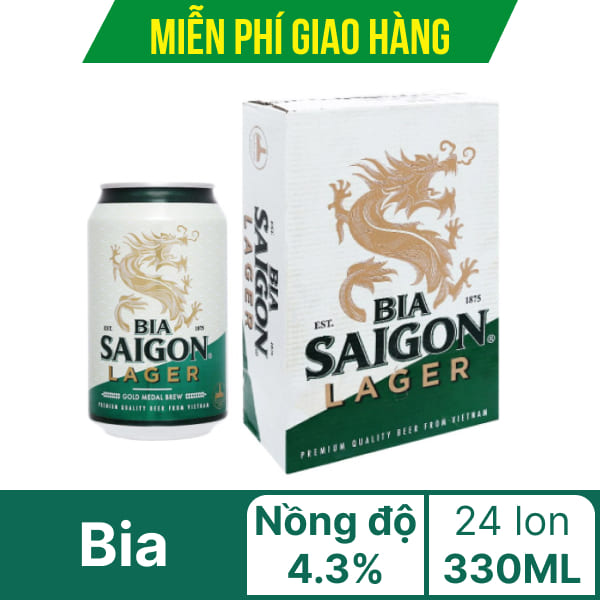 MIỄN PHÍ GIAO HÀNG
BIA
EST. 1875
SAIGON®
LAGER
GOLD MEDAL BREW
PREMIUM QUALITY BEER FROM VIETNAM
BIA
SAIGON
LAGER
EST. 1875
BIA
SAIGON®
LAGER
PREMIUM QUALITY BEER FROM VIETNAM
Bia
Nồng độ
4.3%
24 lon
330ML